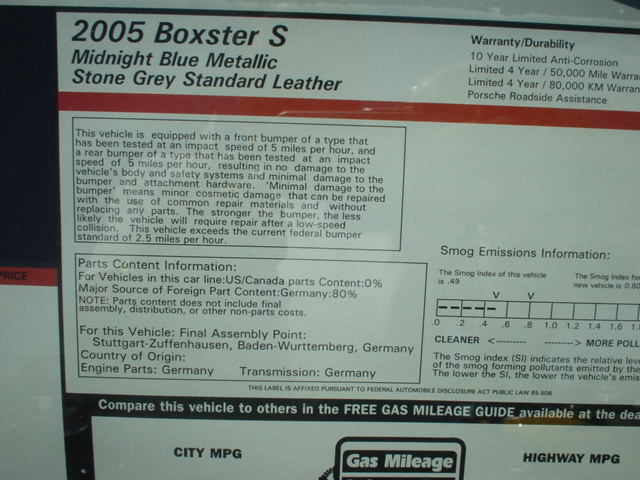 2005 Boxster S
Midnight Blue Metallic
Stone Grey Standard Leather
Warranty/Durability
10 Year Limited Anti-Corrosion
Limited 4 Year / 50,000 Mile
Limited 4 Year / 80,000 KM
Porsche Roadside Assistance
This vehicle is equipped with a front bumper of a type that
has been tested at an impact speed of 5 miles per hour, and
a rear bumper of a type that has been tested at an impact
speed of 5 miles per hour, resulting in no damage to the
vehicle's body and safety systems and minimal damage to the
bumper and attachment hardware. 'Minimal damage to the
bumper' means minor cosmetic damage that can be repaired
with the use of common repair materials and without
replacing any parts. The stronger the bumper, the less
likely the vehicle will require repair after a low-speed
collision. This vehicle exceeds the current federal bumper
standard of 2.5 miles per hour.
PRICE
Parts Content Information:
For Vehicles in this car line:US/Canada parts Content:0%
Major Source of Foreign Part Content:Germany:80%
NOTE: Parts content does not include final
assembly, distribution, or other non-parts costs.
For this Vehicle: Final Assembly Point:
Stuttgart-Zuffenhausen, Baden-Wurttemberg, Germany
Country of Origin:
Engine Parts: Germany Transmission: Germany
Smog Emissions Information:
The Smog Index of this vehicle
is .49
The Smog Index for
new vehicle is 0.80
V V
.0 .2 .4 .6 .8 1.0 1.2 1.4 1.6
CLEANER <---------- ----------> MORE POLL
The Smog index (SI) indicates the relative
of the smog forming pollutants emitted by the
The lower the SI, the lower the vehicle's
THIS LABEL IS AFFIXED PURSUANT TO FEDERAL AUTOMOBILE DISCLOSURE ACT PUBLIC LAW 85-506
Compare this vehicle to others in the FREE GAS MILEAGE GUIDE available at the
CITY MPG
Gas Mileage
HIGHWAY MPG